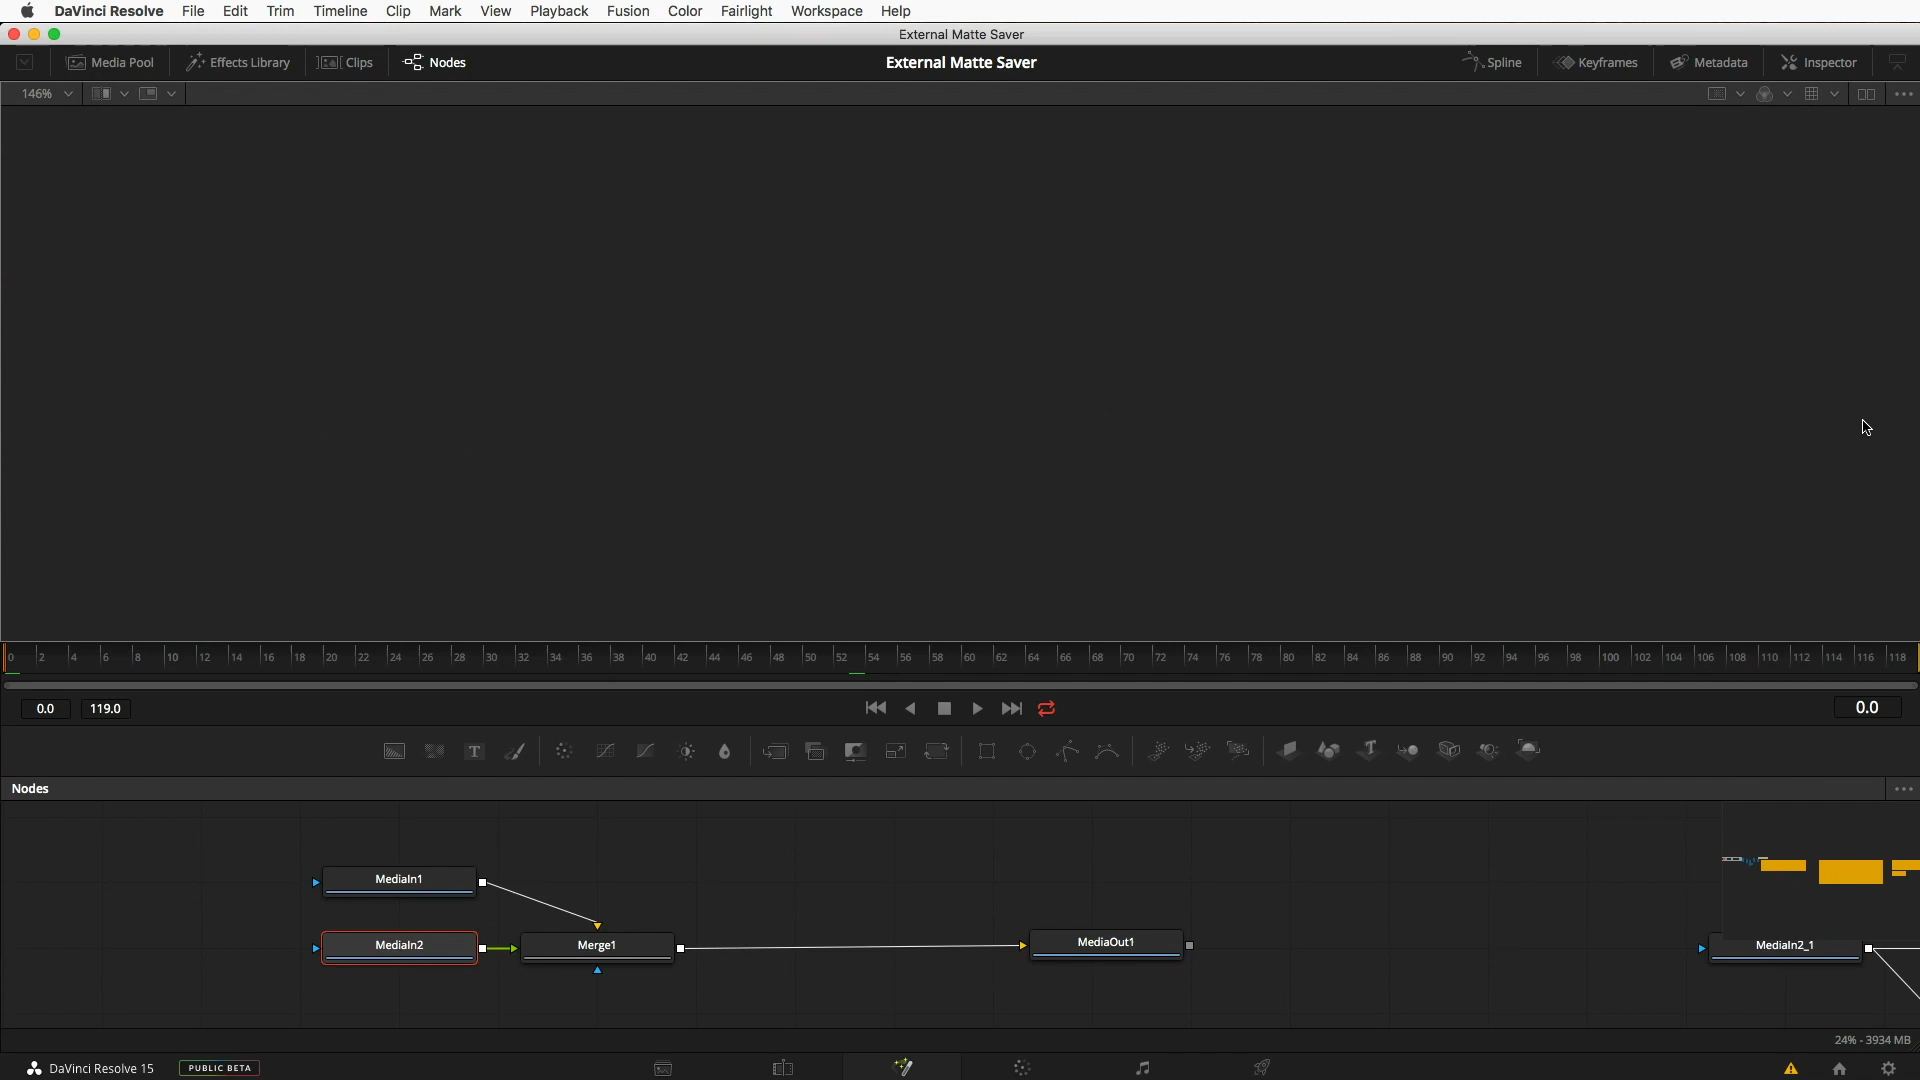 DaVinci Resolve File Edit Trim Timeline Clip Mark View Playback Fusion Color Fairlight Workspace Help
External Matte Saver
Media Pool Effects Library Clips Nodes External Matte Saver Spline Keyframes Metadata Inspector
146%
0 2 4 6 8 10 12 14 16 18 20 22 24 26 28 30 32 34 36 38 40 42 44 46 48 50 52 54 56 58 60 62 64 66 68 70 72 74 76 78 80 82 84 86 88 90 92 94 96 98 100 102 104 106 108 110 112 114 116 118
0.0 119.0 0.0
T
Nodes
MediaIn1
MediaIn2 Merge1 MediaOut1 MediaIn2_1
24% - 3934 MB
DaVinci Resolve 15 PUBLIC BETA